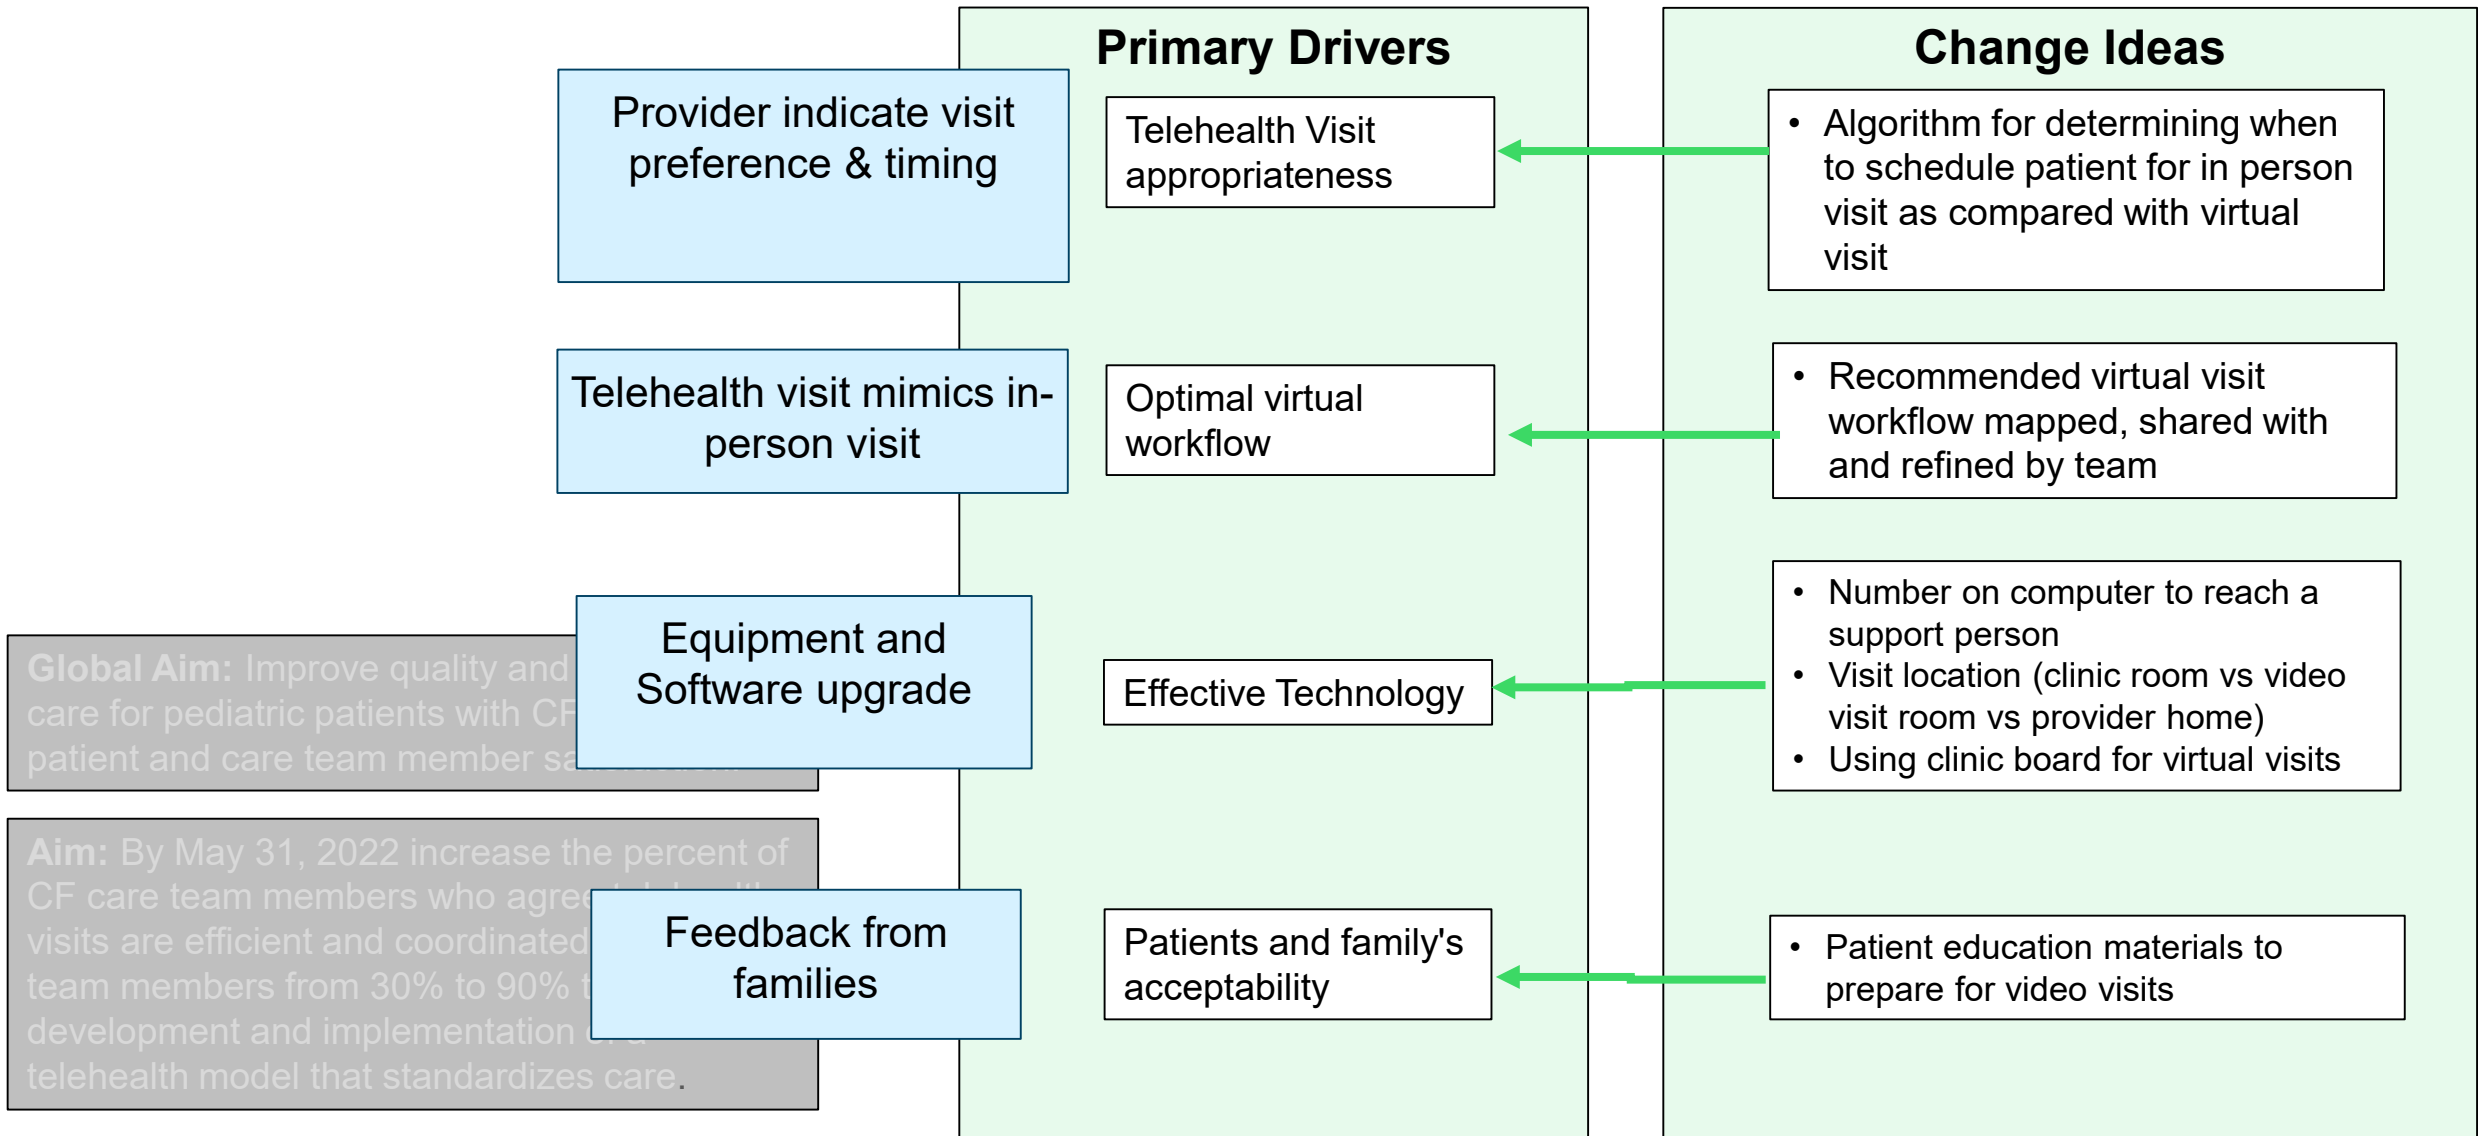 Primary Drivers
Change Ideas
Provider indicate visit
preference & timing
Telehealth Visit
appropriateness
• Algorithm for determining when
to schedule patient for in person
visit as compared with virtual
visit
Telehealth visit mimics in-
person visit
Optimal virtual
workflow
• Recommended virtual visit
workflow mapped, shared with
and refined by team
Equipment and
Software upgrade
Effective Technology
• Number on computer to reach a
support person
• Visit location (clinic room vs video
visit room vs provider home)
• Using clinic board for virtual visits
Global Aim: Improve quality and
care for pediatric patients with CF
patient and care team member
Feedback from
families
Patients and family's
acceptability
• Patient education materials to
prepare for video visits
Aim: By May 31, 2022 increase the percent of
CF care team members who agree
visits are efficient and coordinated
team members from 30% to 90%
development and implementation
telehealth model that standardizes care.